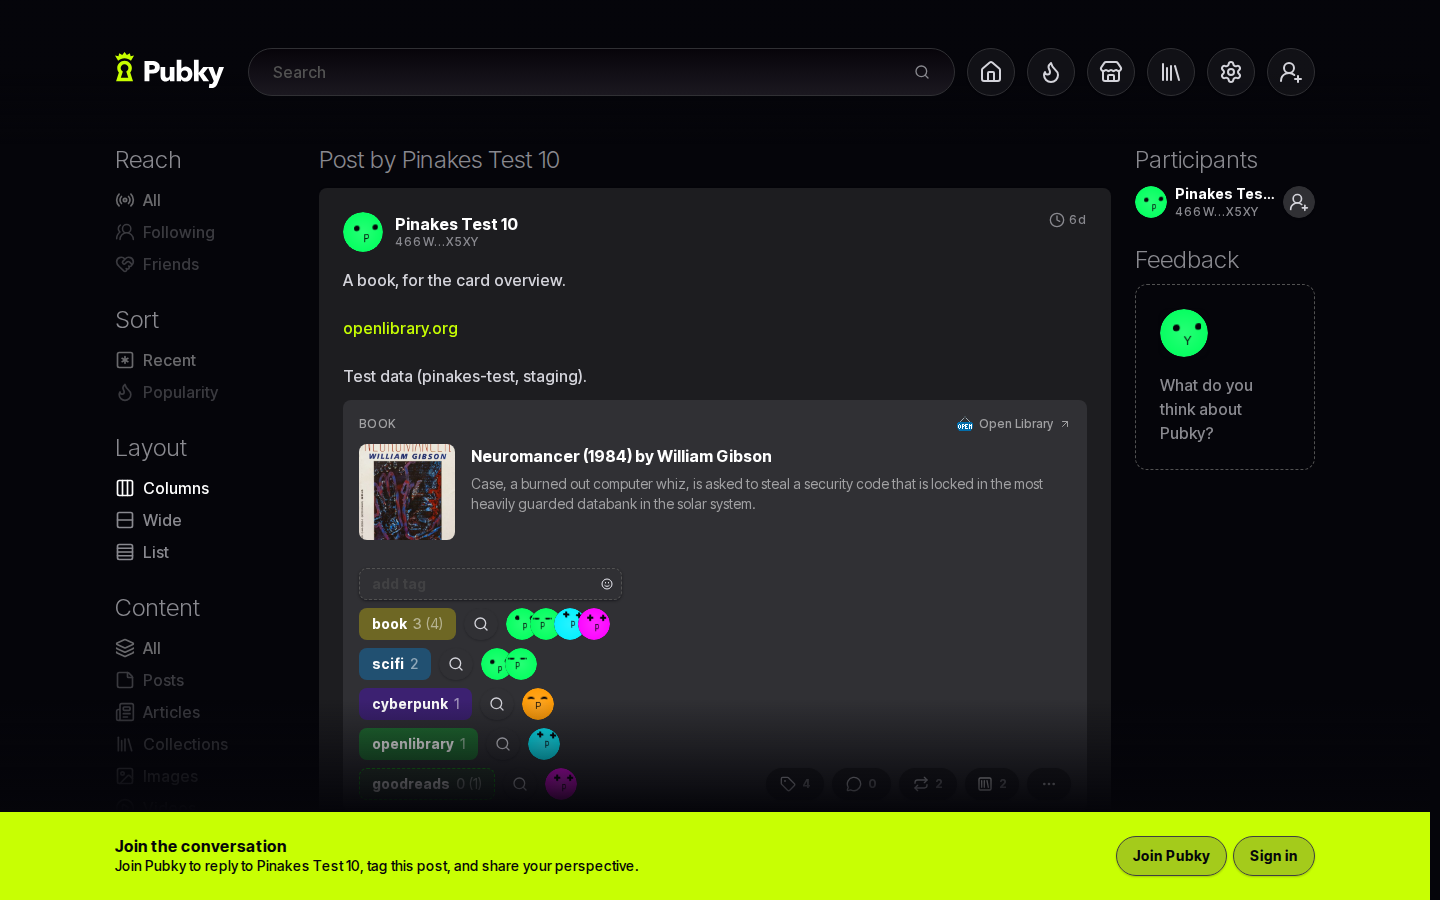 Pubky
Search
Reach
All
Following
Friends
Sort
Recent
Popularity
Layout
Columns
Wide
List
Content
All
Posts
Articles
Collections
Images
Post by Pinakes Test 10
Pinakes Test 10
466W...X5XY
6d
A book, for the card overview.
openlibrary.org
Test data (pinakes-test, staging).
BOOK
OPEN
Open Library
WILLIAM GIBSON
Neuromancer (1984) by William Gibson
Case, a burned out computer whiz, is asked to steal a security code that is locked in the most
heavily guarded databank in the solar system.
add tag
book 3 (4)
scifi 2
cyberpunk 1
openlibrary 1
goodreads 0 (1)
4
0
2
2
Participants
Pinakes Tes...
466W...X5XY
Feedback
What do you
think about
Pubky?
Join the conversation
Join Pubky to reply to Pinakes Test 10, tag this post, and share your perspective.
Join Pubky
Sign in